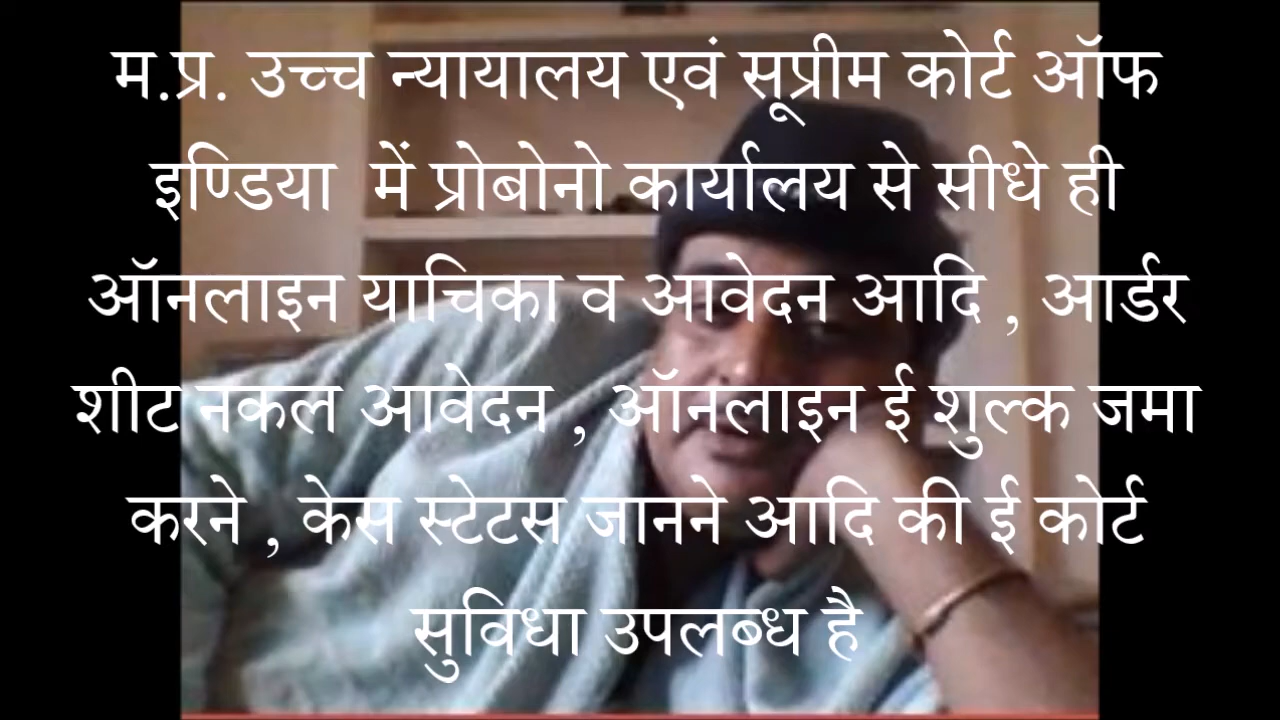 म.प्र. उच्च न्यायालय एवं सूप्रीम कोर्ट ऑफ
इण्डिया में प्रोबोनो कार्यालय से सीधे ही
ऑनलाइन याचिका व आवेदन आदि , आर्डर
शीट नकल आवेदन , ऑनलाइन ई शुल्क जमा
करने , केस स्टेटस जानने आदि की ई कोर्ट
सुविधा उपलब्ध है